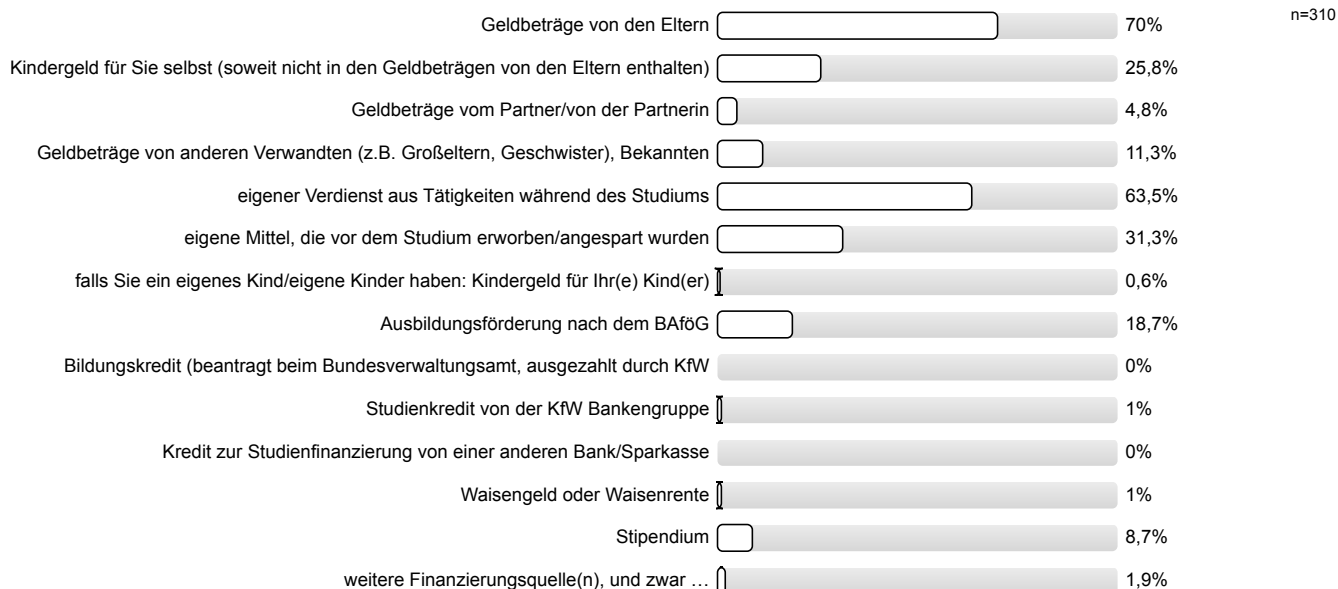 n=310
Geldbeträge von den Eltern 70%
Kindergeld für Sie selbst (soweit nicht in den Geldbeträgen von den Eltern enthalten) 25,8%
Geldbeträge vom Partner/von der Partnerin 4,8%
Geldbeträge von anderen Verwandten (z.B. Großeltern, Geschwister), Bekannten 11,3%
eigener Verdienst aus Tätigkeiten während des Studiums 63,5%
eigene Mittel, die vor dem Studium erworben/angespart wurden 31,3%
falls Sie ein eigenes Kind/eigene Kinder haben: Kindergeld für Ihr(e) Kind(er) 0,6%
Ausbildungsförderung nach dem BAföG 18,7%
Bildungskredit (beantragt beim Bundesverwaltungsamt, ausgezahlt durch KfW 0%
Studienkredit von der KfW Bankengruppe 1%
Kredit zur Studienfinanzierung von einer anderen Bank/Sparkasse 0%
Waisengeld oder Waisenrente 1%
Stipendium 8,7%
weitere Finanzierungsquelle(n), und zwar … 1,9%